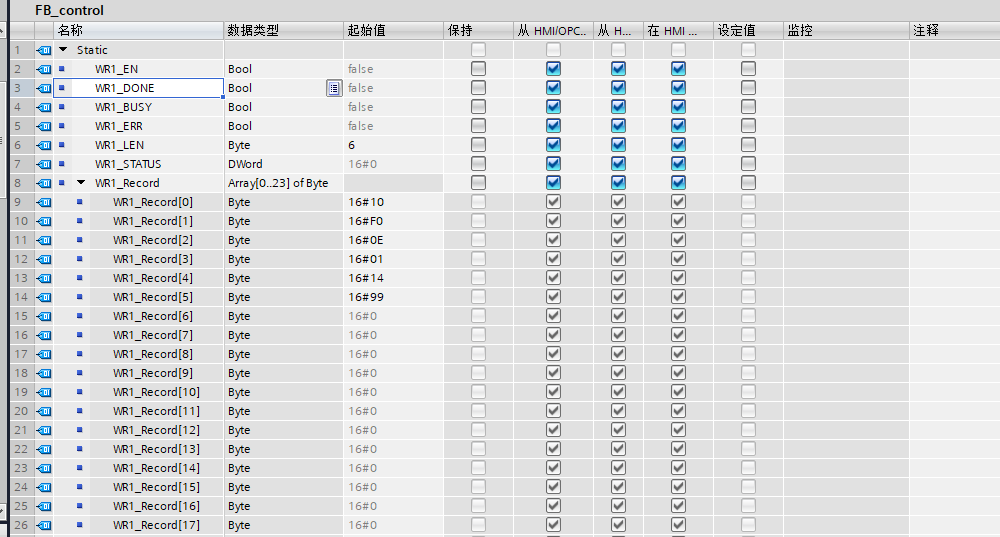 FB_control
名称 数据类型 起始值 保持 从 HMI/OPC.. 从 H... 在 HMI ... 设定值 监控 注释
1 Static
2 WR1_EN Bool false
3 WR1_DONE Bool false
4 WR1_BUSY Bool false
5 WR1_ERR Bool false
6 WR1_LEN Byte 6
7 WR1_STATUS DWord 16#0
8 WR1_Record Array[0..23] of Byte
9 WR1_Record[0] Byte 16#10
10 WR1_Record[1] Byte 16#F0
11 WR1_Record[2] Byte 16#0E
12 WR1_Record[3] Byte 16#01
13 WR1_Record[4] Byte 16#14
14 WR1_Record[5] Byte 16#99
15 WR1_Record[6] Byte 16#0
16 WR1_Record[7] Byte 16#0
17 WR1_Record[8] Byte 16#0
18 WR1_Record[9] Byte 16#0
19 WR1_Record[10] Byte 16#0
20 WR1_Record[11] Byte 16#0
21 WR1_Record[12] Byte 16#0
22 WR1_Record[13] Byte 16#0
23 WR1_Record[14] Byte 16#0
24 WR1_Record[15] Byte 16#0
25 WR1_Record[16] Byte 16#0
26 WR1_Record[17] Byte 16#0